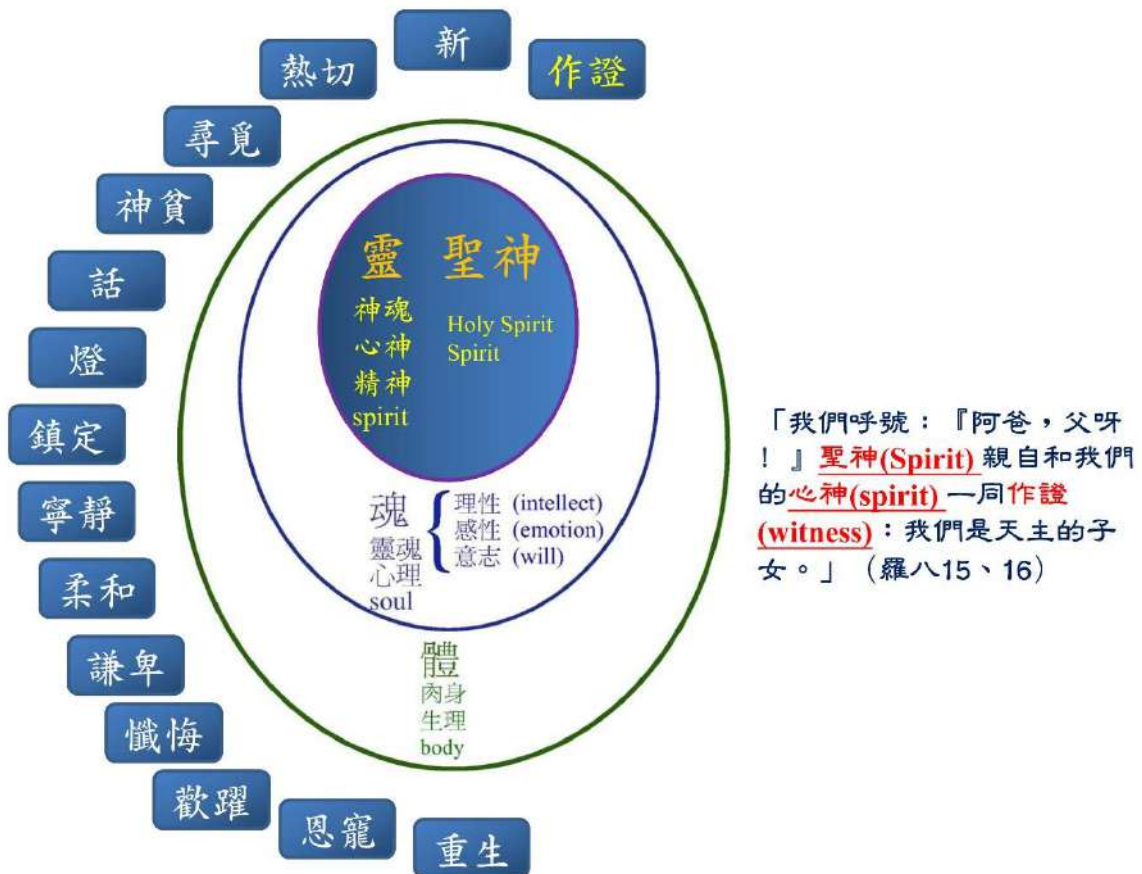 新
熱切
作證
尋覓
神貧
話
燈
鎮定
寧靜
柔和
謙卑
懺悔
歡躍
恩寵
重生
靈 聖神
神魂
心神
精神
spirit
Holy Spirit
Spirit
魂
靈魂
心理
soul
{
理性 (intellect)
感性 (emotion)
意志 (will)
體
肉身
生理
body
「我們呼號：『阿爸，父呀
！』聖神(Spirit) 親自和我們
的心神(spirit) 一同作證
(witness)：我們是天主的子
女。」（羅八15、16）